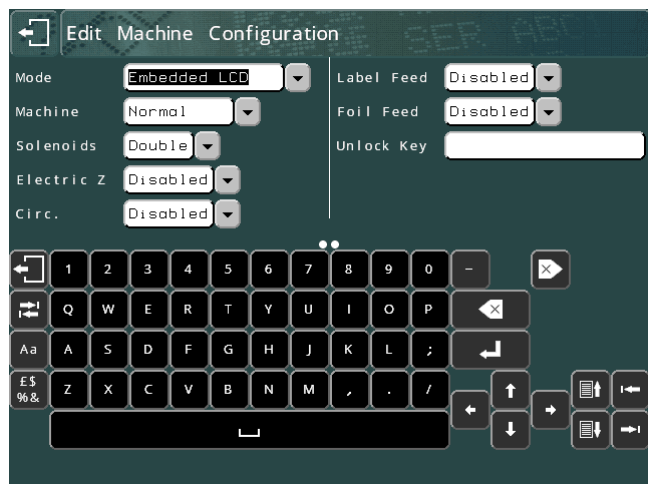 Edit Machine Configuration
Mode Embedded LCD
Machine Normal
Solenoids Double
Electric Z Disabled
Circ. Disabled
Label Feed Disabled
Foil Feed Disabled
Unlock Key
1 2 3 4 5 6 7 8 9 0 -
Q W E R T Y U I O P
Aa A S D F G H J K L ;
£$
%& Z X C V B N M , . /